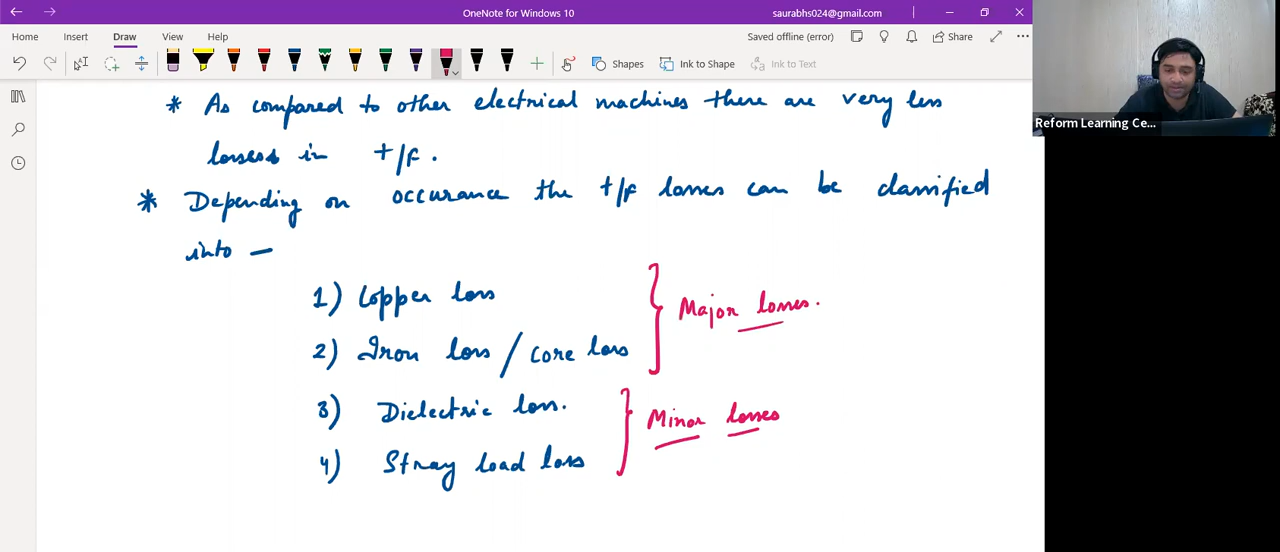 OneNote for Windows 10
saurabhs024@gmail.com
Home Insert Draw View Help
Saved offline (error)
Share
Shapes
Ink to Shape
Ink to Text
* As compared to other electrical machines there are very less
losses in t/f.
* Depending on occurance the t/f losses can be classified
into —
1) Copper loss
2) Iron loss / core loss
} Major losses.
3) Dielectric loss.
4) Stray load loss
} Minor losses
Reform Learning Ce...